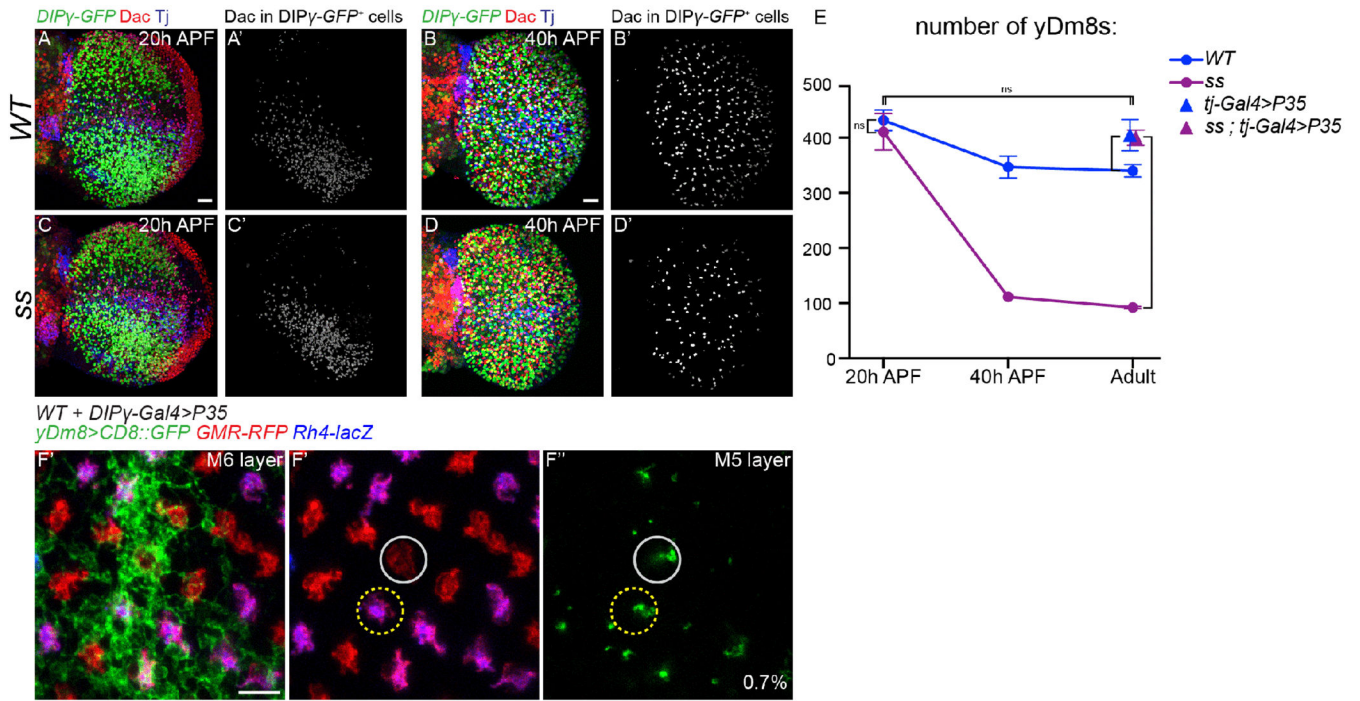 DIPγ-GFP Dac Tj
Dac in DIPγ-GFP+ cells
DIPγ-GFP Dac Tj
Dac in DIPγ-GFP+ cells
WT
A
20h APF
A'
B
40h APF
B'
ss
C
20h APF
C'
D
40h APF
D'
E
number of yDm8s:
WT
ss
tj-Gal4>P35
ss ; tj-Gal4>P35
500
400
300
200
100
0
ns
ns
20h APF
40h APF
Adult
WT + DIPγ-Gal4>P35
yDm8>CD8::GFP GMR-RFP Rh4-lacZ
F'
M6 layer
F'
F''
M5 layer
0.7%